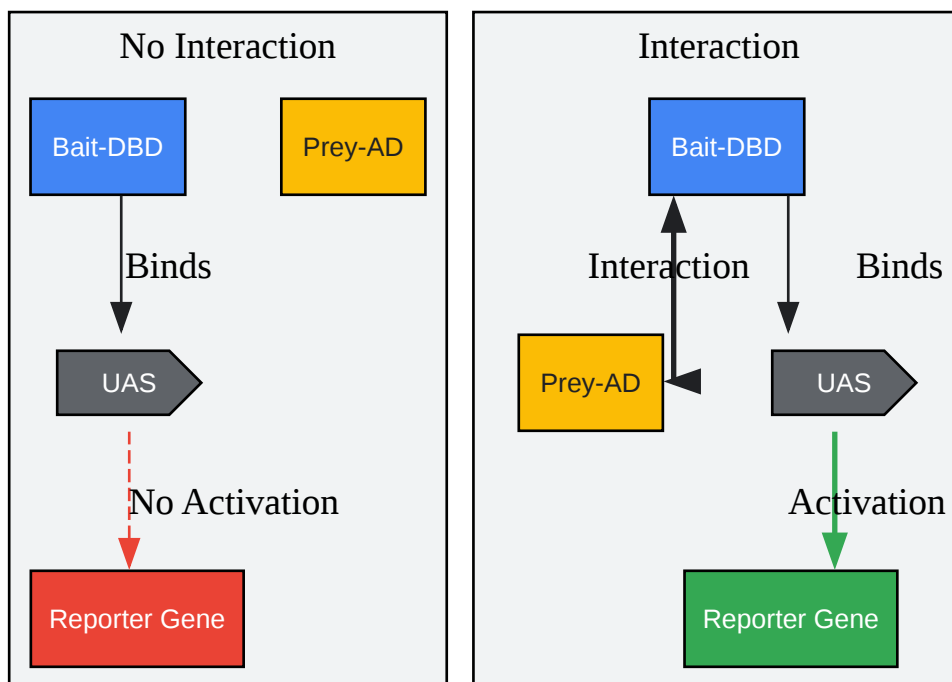 No Interaction
Bait-DBD
Prey-AD
Binds
UAS
No Activation
Reporter Gene
Interaction
Bait-DBD
Interaction
Binds
Prey-AD
UAS
Activation
Reporter Gene